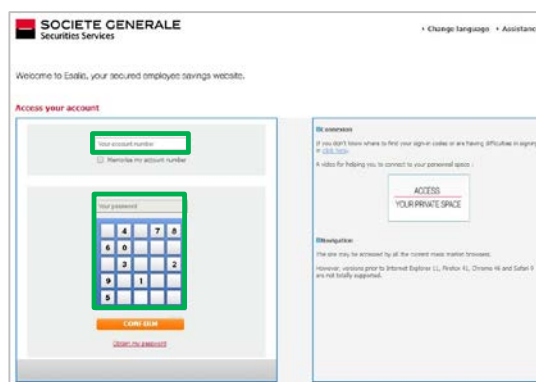 SOCIETE GENERALE
Securities Services
Change language
Assistance
Welcome to Esalia, your secured employee savings website.
Access your account
Your account number
Memorise my account number
Your password
4 7 8
6 0
3 2
9 1
5
CONTINUE
Obtain my password
Connexion
If you don't know where to find your sign-in codes or are having difficulties in signing
in click here.
A video for helping you to connect to your personnal space :
ACCESS
YOUR PRIVATE SPACE
Navigation
The site may be accessed by all the current mass market browsers.
However, versions prior to Internet Explorer 11, Firefox 41, Chrome 46 and Safari 9
are not totally supported.